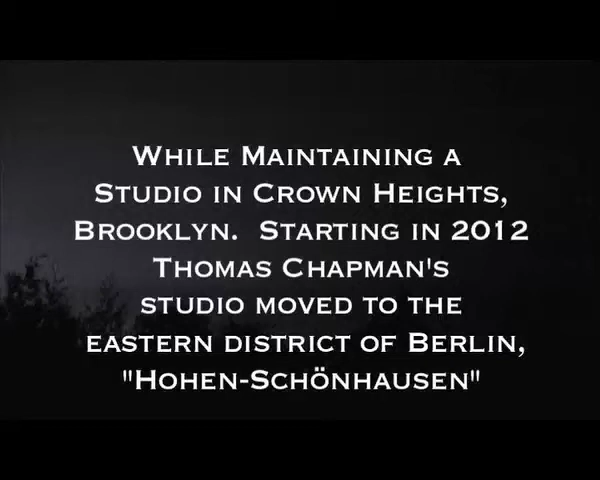 While Maintaining a
Studio in Crown Heights,
Brooklyn.  Starting in 2012
Thomas Chapman's
studio moved to the
eastern district of Berlin,
"Hohen-Schönhausen"